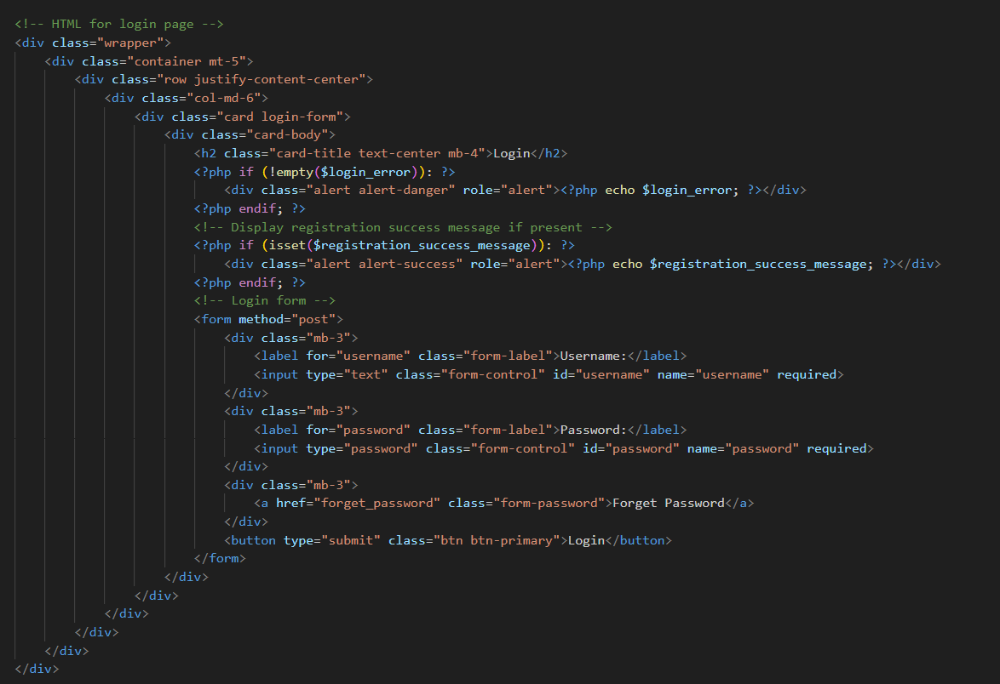 <!-- HTML for login page -->
<div class="wrapper">
    <div class="container mt-5">
        <div class="row justify-content-center">
            <div class="col-md-6">
                <div class="card login-form">
                    <div class="card-body">
                        <h2 class="card-title text-center mb-4">Login</h2>
                        <?php if (!empty($login_error)): ?>
                            <div class="alert alert-danger" role="alert"><?php echo $login_error; ?></div>
                        <?php endif; ?>
                        <!-- Display registration success message if present -->
                        <?php if (isset($registration_success_message)): ?>
                            <div class="alert alert-success" role="alert"><?php echo $registration_success_message; ?></div>
                        <?php endif; ?>
                        <!-- Login form -->
                        <form method="post">
                            <div class="mb-3">
                                <label for="username" class="form-label">Username:</label>
                                <input type="text" class="form-control" id="username" name="username" required>
                            </div>
                            <div class="mb-3">
                                <label for="password" class="form-label">Password:</label>
                                <input type="password" class="form-control" id="password" name="password" required>
                            </div>
                            <div class="mb-3">
                                <a href="forget_password" class="form-password">Forget Password</a>
                            </div>
                            <button type="submit" class="btn btn-primary">Login</button>
                        </form>
                    </div>
                </div>
            </div>
        </div>
    </div>
</div>